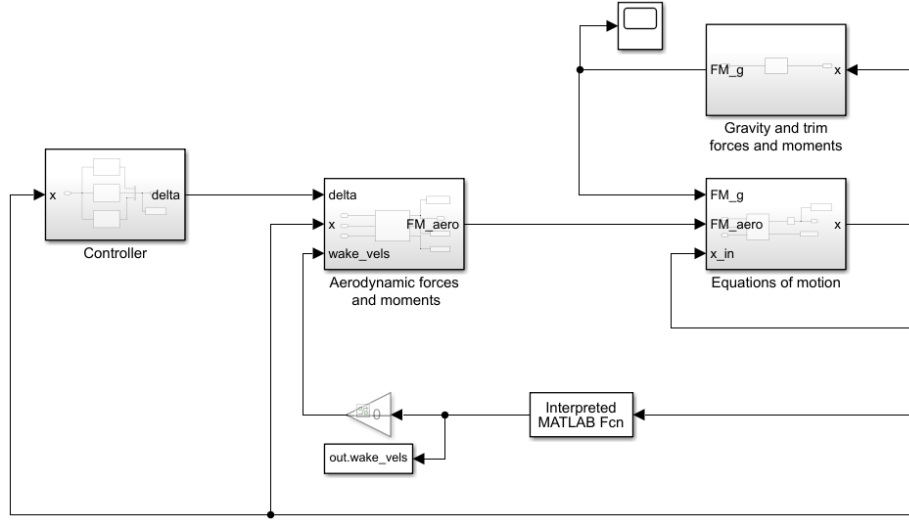 FM_g
x
Gravity and trim
forces and moments
x
delta
Controller
delta
x
wake_vels
FM_aero
Aerodynamic forces
and moments
FM_g
FM_aero
x_in
x
Equations of motion
0
Interpreted
MATLAB Fcn
out.wake_vels